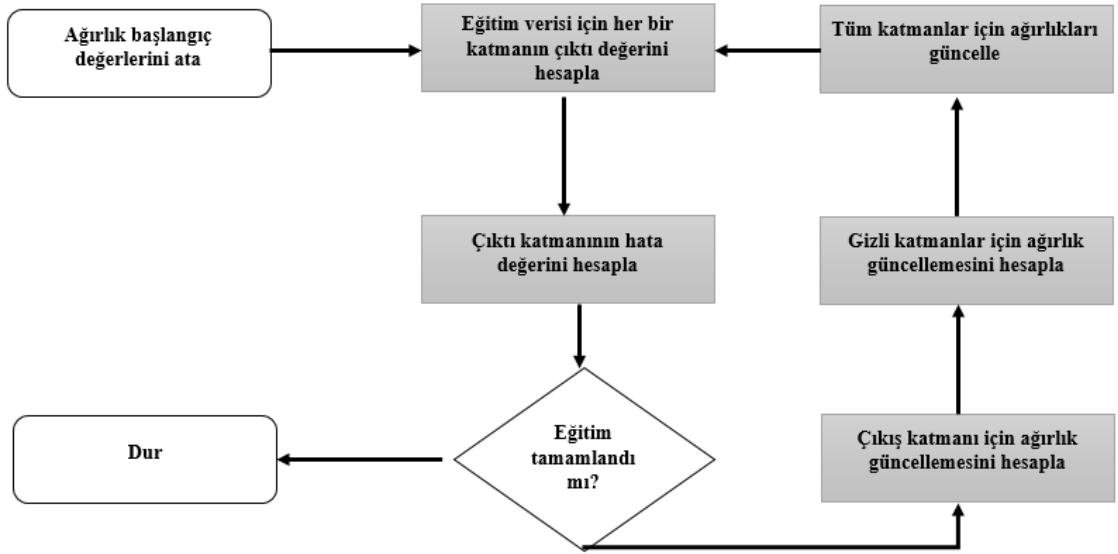 Ağırlık başlangıç
değerlerini ata
Eğitim verisi için her bir
katmanın çıktı değerini
hesapla
Tüm katmanlar için ağırlıkları
güncelle
Çıktı katmanının hata
değerini hesapla
Gizli katmanlar için ağırlık
güncellemesini hesapla
Dur
Eğitim
tamamlandı
mı?
Çıkış katmanı için ağırlık
güncellemesini hesapla